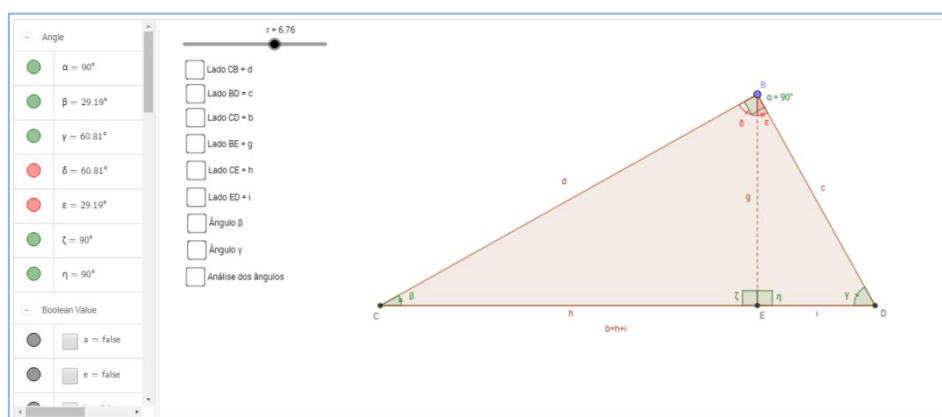 Angle
α = 90°
β = 29.19°
γ = 60.81°
δ = 60.81°
ε = 29.19°
ζ = 90°
η = 90°
Boolean Value
a = false
e = false
r = 6.76
Lado CB = d
Lado BD = c
Lado CD = b
Lado BE = g
Lado CE = h
Lado ED = i
Ângulo β
Ângulo γ
Análise dos ângulos
B
α = 90°
δ
ε
d
g
c
β
ζ
η
γ
C
h
E
i
D
b=h+i